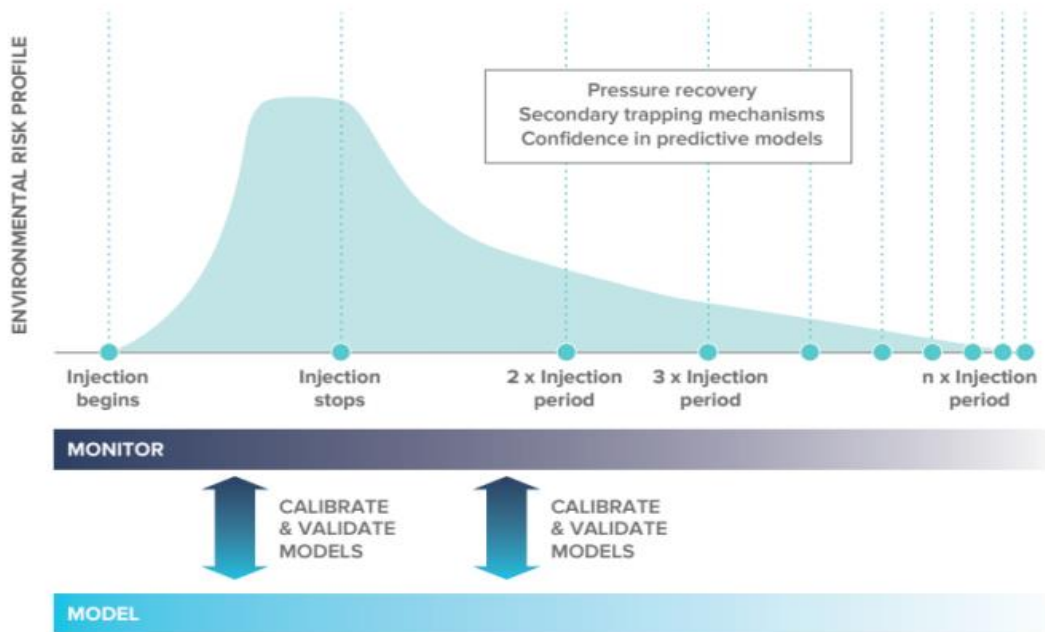 ENVIRONMENTAL RISK PROFILE
Pressure recovery
Secondary trapping mechanisms
Confidence in predictive models
Injection
begins
Injection
stops
2 x Injection
period
3 x Injection
period
n x Injection
period
MONITOR
CALIBRATE
& VALIDATE
MODELS
CALIBRATE
& VALIDATE
MODELS
MODEL